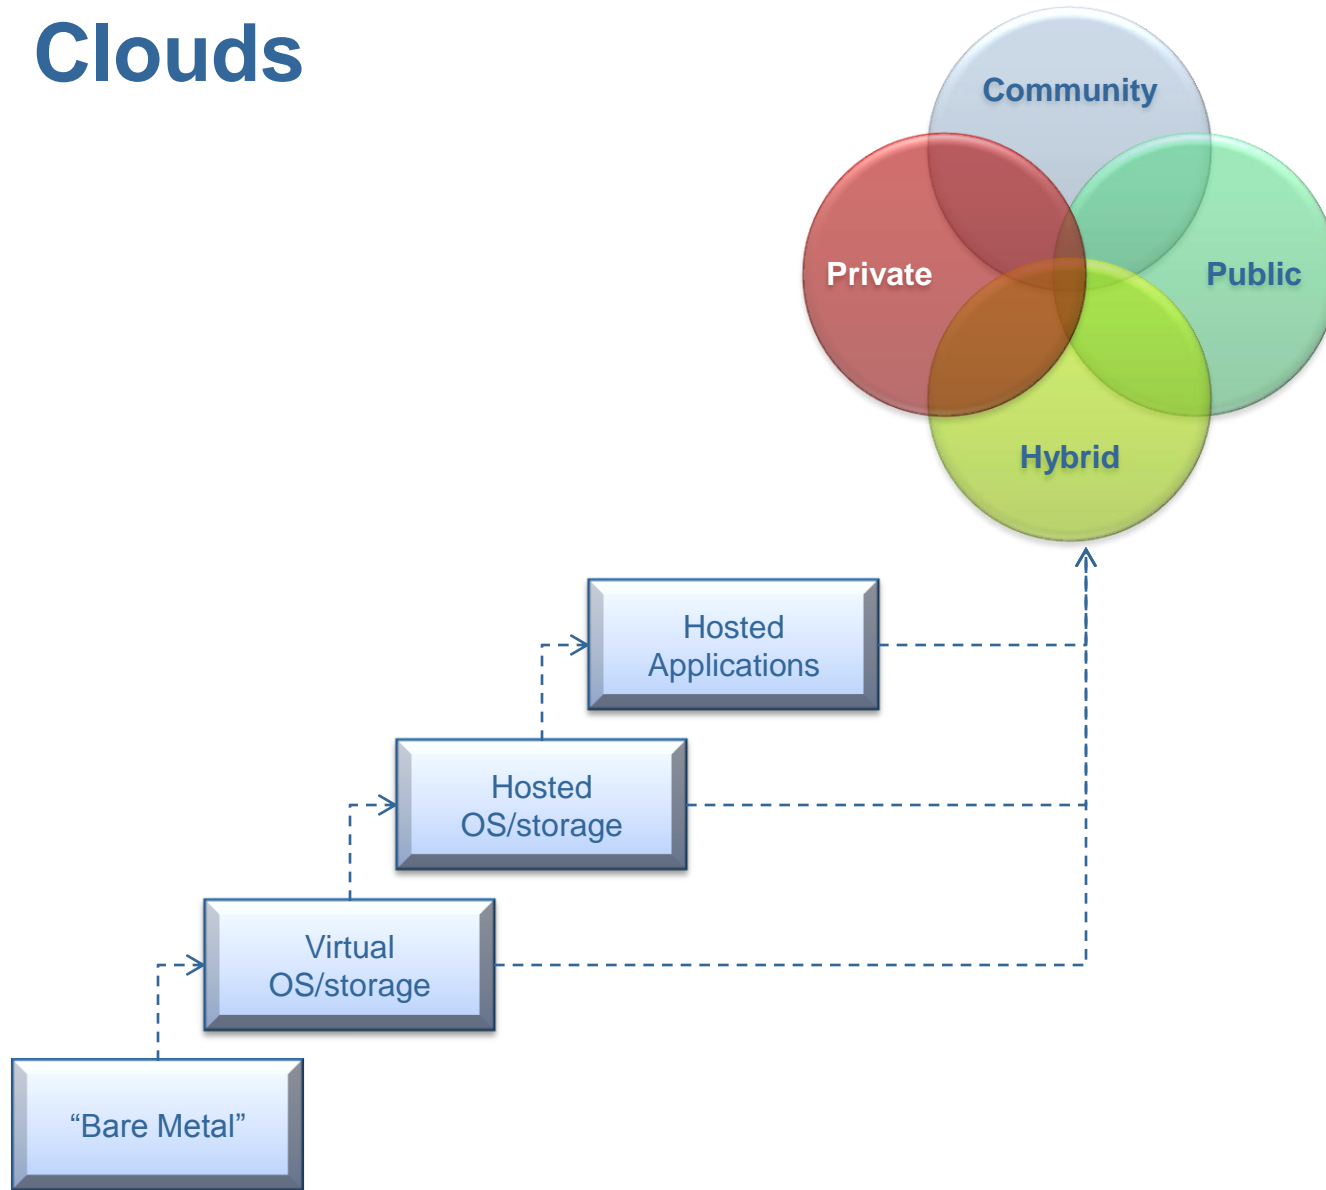 Clouds
Community
Private
Public
Hybrid
Hosted
Applications
Hosted
OS/storage
Virtual
OS/storage
“Bare Metal”